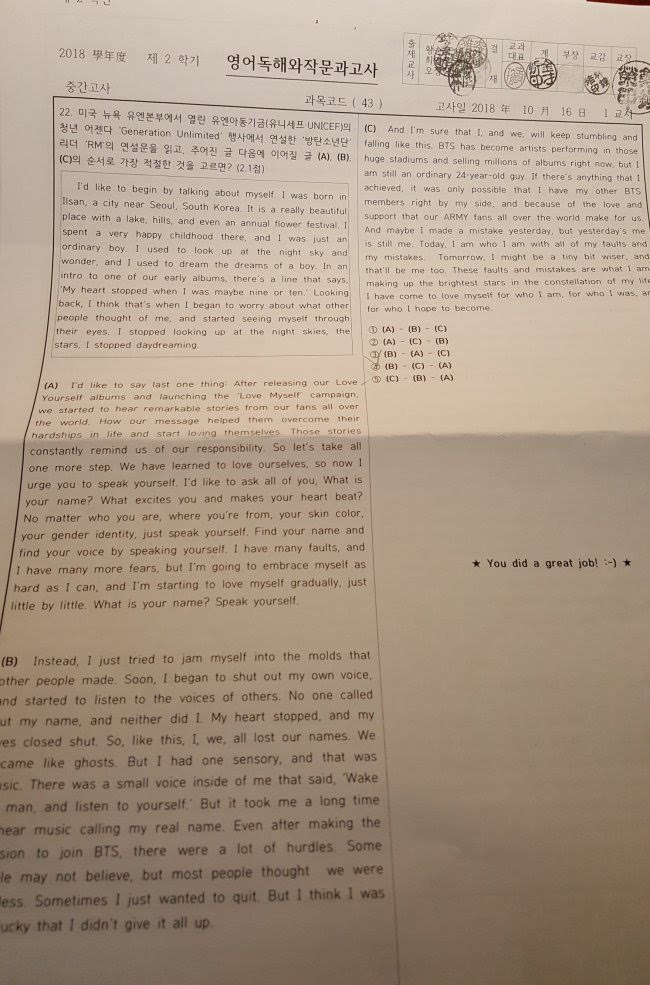 2018 學年度 제 2 학기 영어독해와작문과고사
출제교사
결재
교과대표
계
부장
교감
교장
중간고사
과목코드 ( 43 )
고사일 2018 年 10 月 16 日 1 교시
22. 미국 뉴욕 유엔본부에서 열린 유엔아동기금(유니세프·UNICEF)의
청년 어젠다 'Generation Unlimited' 행사에서 연설한 '방탄소년단'
리더 'RM'의 연설문을 읽고, 주어진 글 다음에 이어질 글 (A), (B),
(C)의 순서로 가장 적절한 것을 고르면? (2.1점)
I'd like to begin by talking about myself. I was born in
Ilsan, a city near Seoul, South Korea. It is a really beautiful
place with a lake, hills, and even an annual flower festival. I
spent a very happy childhood there, and I was just an
ordinary boy. I used to look up at the night sky and
wonder, and I used to dream the dreams of a boy. In an
intro to one of our early albums, there's a line that says,
'My heart stopped when I was maybe nine or ten.' Looking
back, I think that's when I began to worry about what other
people thought of me, and started seeing myself through
their eyes. I stopped looking up at the night skies, the
stars. I stopped daydreaming.
(A) I'd like to say last one thing: After releasing our Love
Yourself albums and launching the 'Love Myself' campaign,
we started to hear remarkable stories from our fans all over
the world. How our message helped them overcome their
hardships in life and start loving themselves. Those stories
constantly remind us of our responsibility. So let's take all
one more step. We have learned to love ourselves, so now I
urge you to speak yourself. I'd like to ask all of you, What is
your name? What excites you and makes your heart beat?
No matter who you are, where you're from, your skin color,
your gender identity, just speak yourself. Find your name and
find your voice by speaking yourself. I have many faults, and
I have many more fears, but I'm going to embrace myself as
hard as I can, and I'm starting to love myself gradually, just
little by little. What is your name? Speak yourself.
(B) Instead, I just tried to jam myself into the molds that
other people made. Soon, I began to shut out my own voice,
and started to listen to the voices of others. No one called
ut my name, and neither did I. My heart stopped, and my
yes closed shut. So, like this, I, we, all lost our names. We
came like ghosts. But I had one sensory, and that was
usic. There was a small voice inside of me that said, 'Wake
man, and listen to yourself.' But it took me a long time
hear music calling my real name. Even after making the
sion to join BTS, there were a lot of hurdles. Some
le may not believe, but most people thought we were
less. Sometimes I just wanted to quit. But I think I was
ucky that I didn't give it all up.
(C) And I'm sure that I, and we, will keep stumbling and
falling like this. BTS has become artists performing in those
huge stadiums and selling millions of albums right now, but I
am still an ordinary 24-year-old guy. If there's anything that I
achieved, it was only possible that I have my other BTS
members right by my side, and because of the love and
support that our ARMY fans all over the world make for us.
And maybe I made a mistake yesterday, but yesterday's me
is still me. Today, I am who I am with all of my faults and
my mistakes. Tomorrow, I might be a tiny bit wiser, and
that'll be me too. These faults and mistakes are what I am
making up the brightest stars in the constellation of my life
I have come to love myself for who I am, for who I was, an
for who I hope to become.
① (A) - (B) - (C)
② (A) - (C) - (B)
③ (B) - (A) - (C)
④ (B) - (C) - (A)
⑤ (C) - (B) - (A)
★ You did a great job! :-) ★